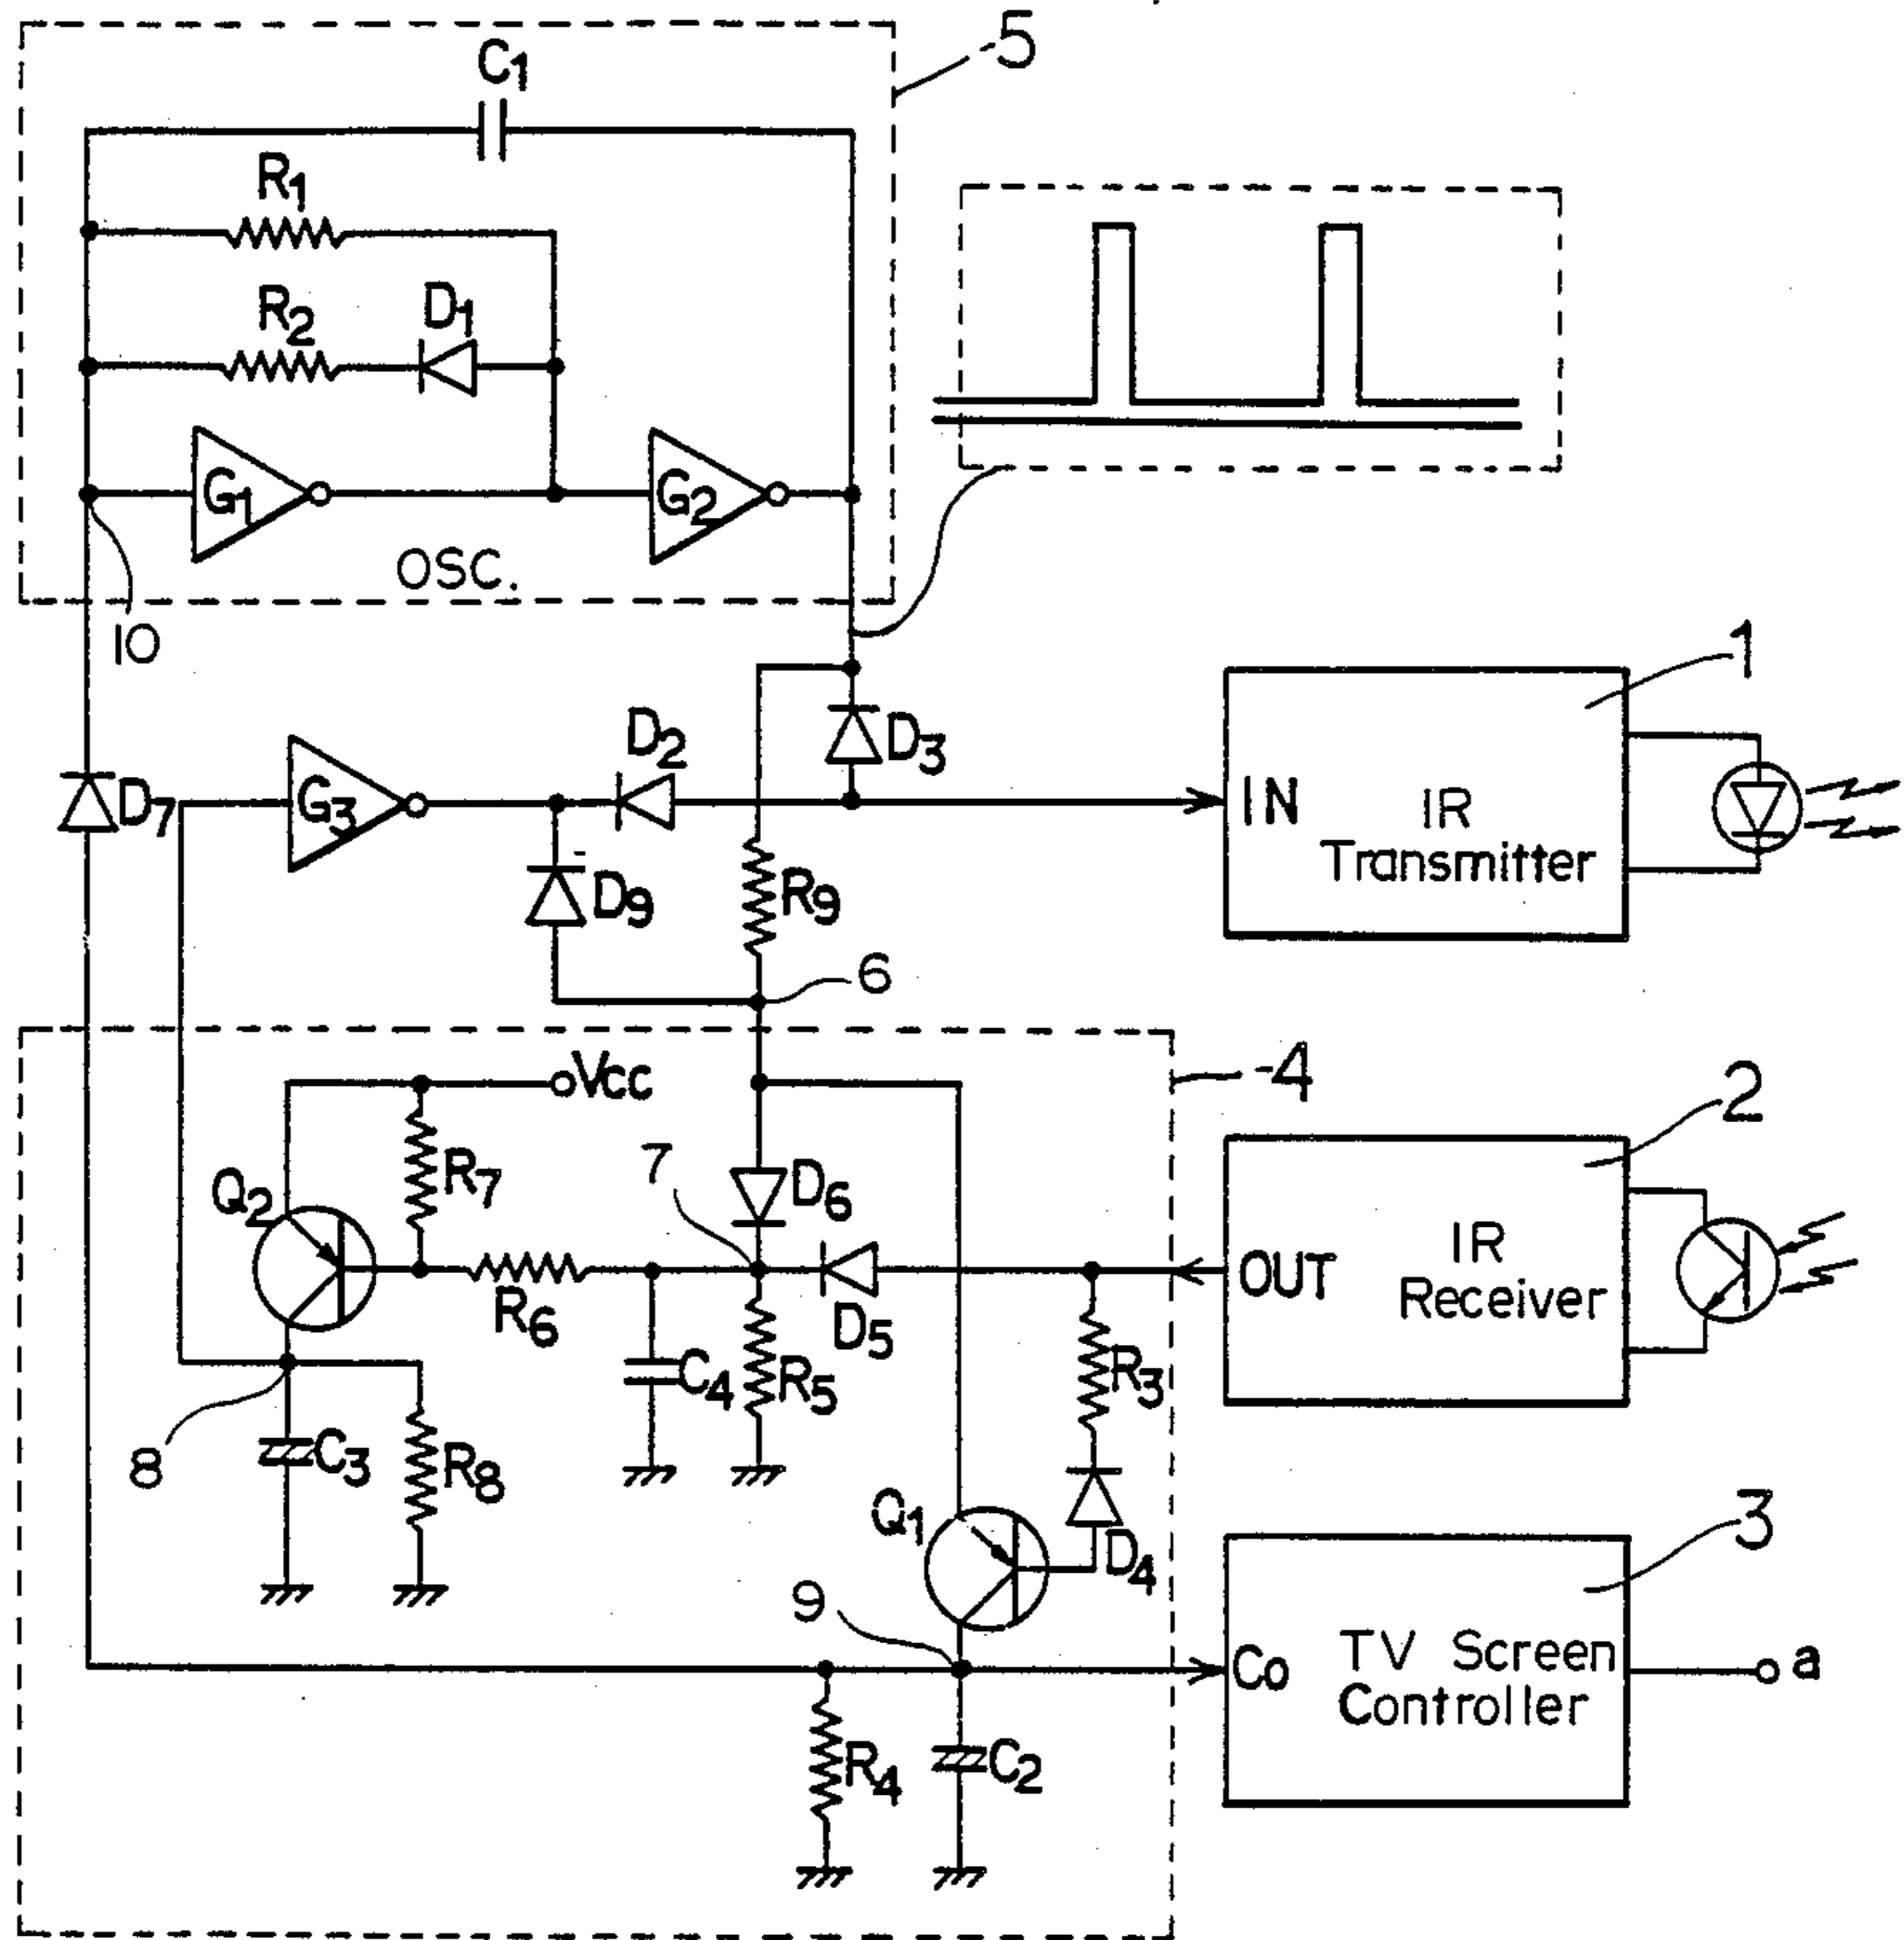 5
C1
R1
R2
D1
G1
G2
OSC.
10
1
D2
D3
D7
G3
IN
IR
Transmitter
D9
R9
6
4
Vcc
2
7
R7
D6
Q2
OUT
IR
Receiver
R6
D5
R3
C4
R5
8
C3
R8
Q1
D4
3
9
Co
TV Screen
Controller
a
R4
C2